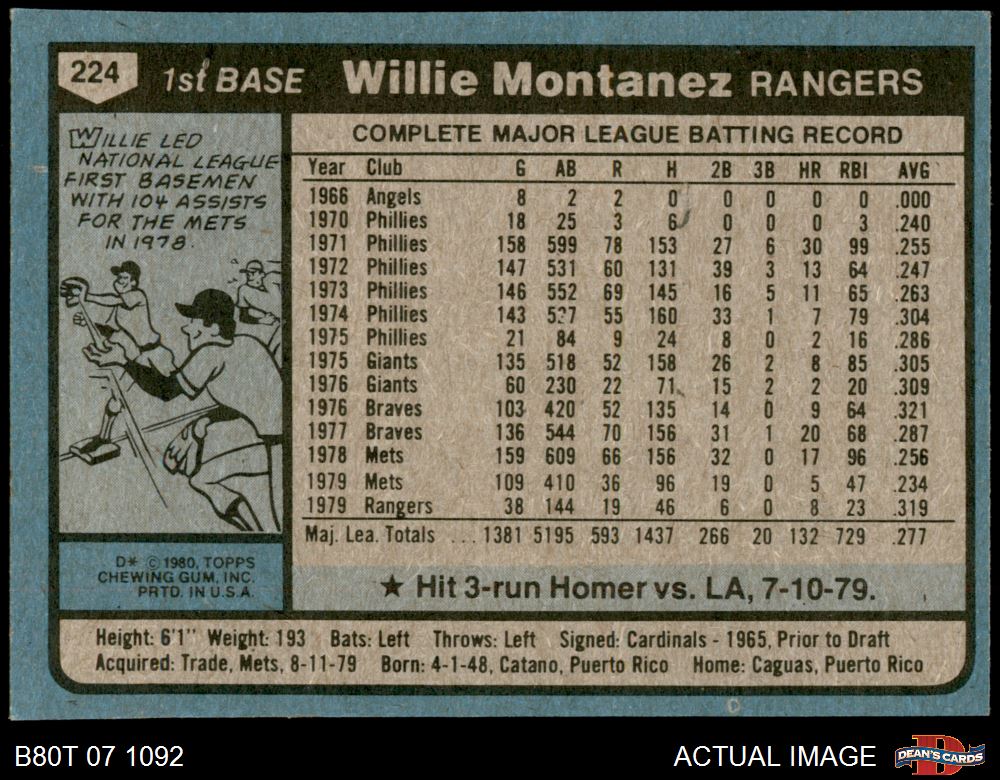 224 1st BASE Willie Montanez RANGERS
WILLIE LED
NATIONAL LEAGUE
FIRST BASEMEN
WITH 104 ASSISTS
FOR THE METS
IN 1978.
COMPLETE MAJOR LEAGUE BATTING RECORD
Year Club G AB R H 2B 3B HR RBI AVG
1966 Angels 8 2 2 0 0 0 0 0 .000
1970 Phillies 18 25 3 6 0 0 0 3 .240
1971 Phillies 158 599 78 153 27 6 30 99 .255
1972 Phillies 147 531 60 131 39 3 13 64 .247
1973 Phillies 146 552 69 145 16 5 11 65 .263
1974 Phillies 143 55 160 33 1 7 79 .304
1975 Phillies 21 84 9 24 8 0 2 16 .286
1975 Giants 135 518 52 158 26 2 8 85 .305
1976 Giants 60 230 22 71 15 2 2 20 .309
1976 Braves 103 420 52 135 14 0 9 64 .321
1977 Braves 136 544 70 156 31 1 20 68 .287
1978 Mets 159 609 66 156 32 0 17 96 .256
1979 Mets 109 410 36 96 19 0 5 47 .234
1979 Rangers 38 144 19 46 6 0 8 23 .319
Maj. Lea. Totals ... 1381 5195 593 1437 266 20 132 729 .277
D* © 1980, TOPPS
CHEWING GUM, INC.
PRTD. IN U.S.A.
★ Hit 3-run Homer vs. LA, 7-10-79.
Height: 6'1" Weight: 193 Bats: Left Throws: Left Signed: Cardinals - 1965, Prior to Draft
Acquired: Trade, Mets, 8-11-79 Born: 4-1-48, Catano, Puerto Rico Home: Caguas, Puerto Rico
B80T 07 1092 ACTUAL IMAGE DEAN'S CARDS